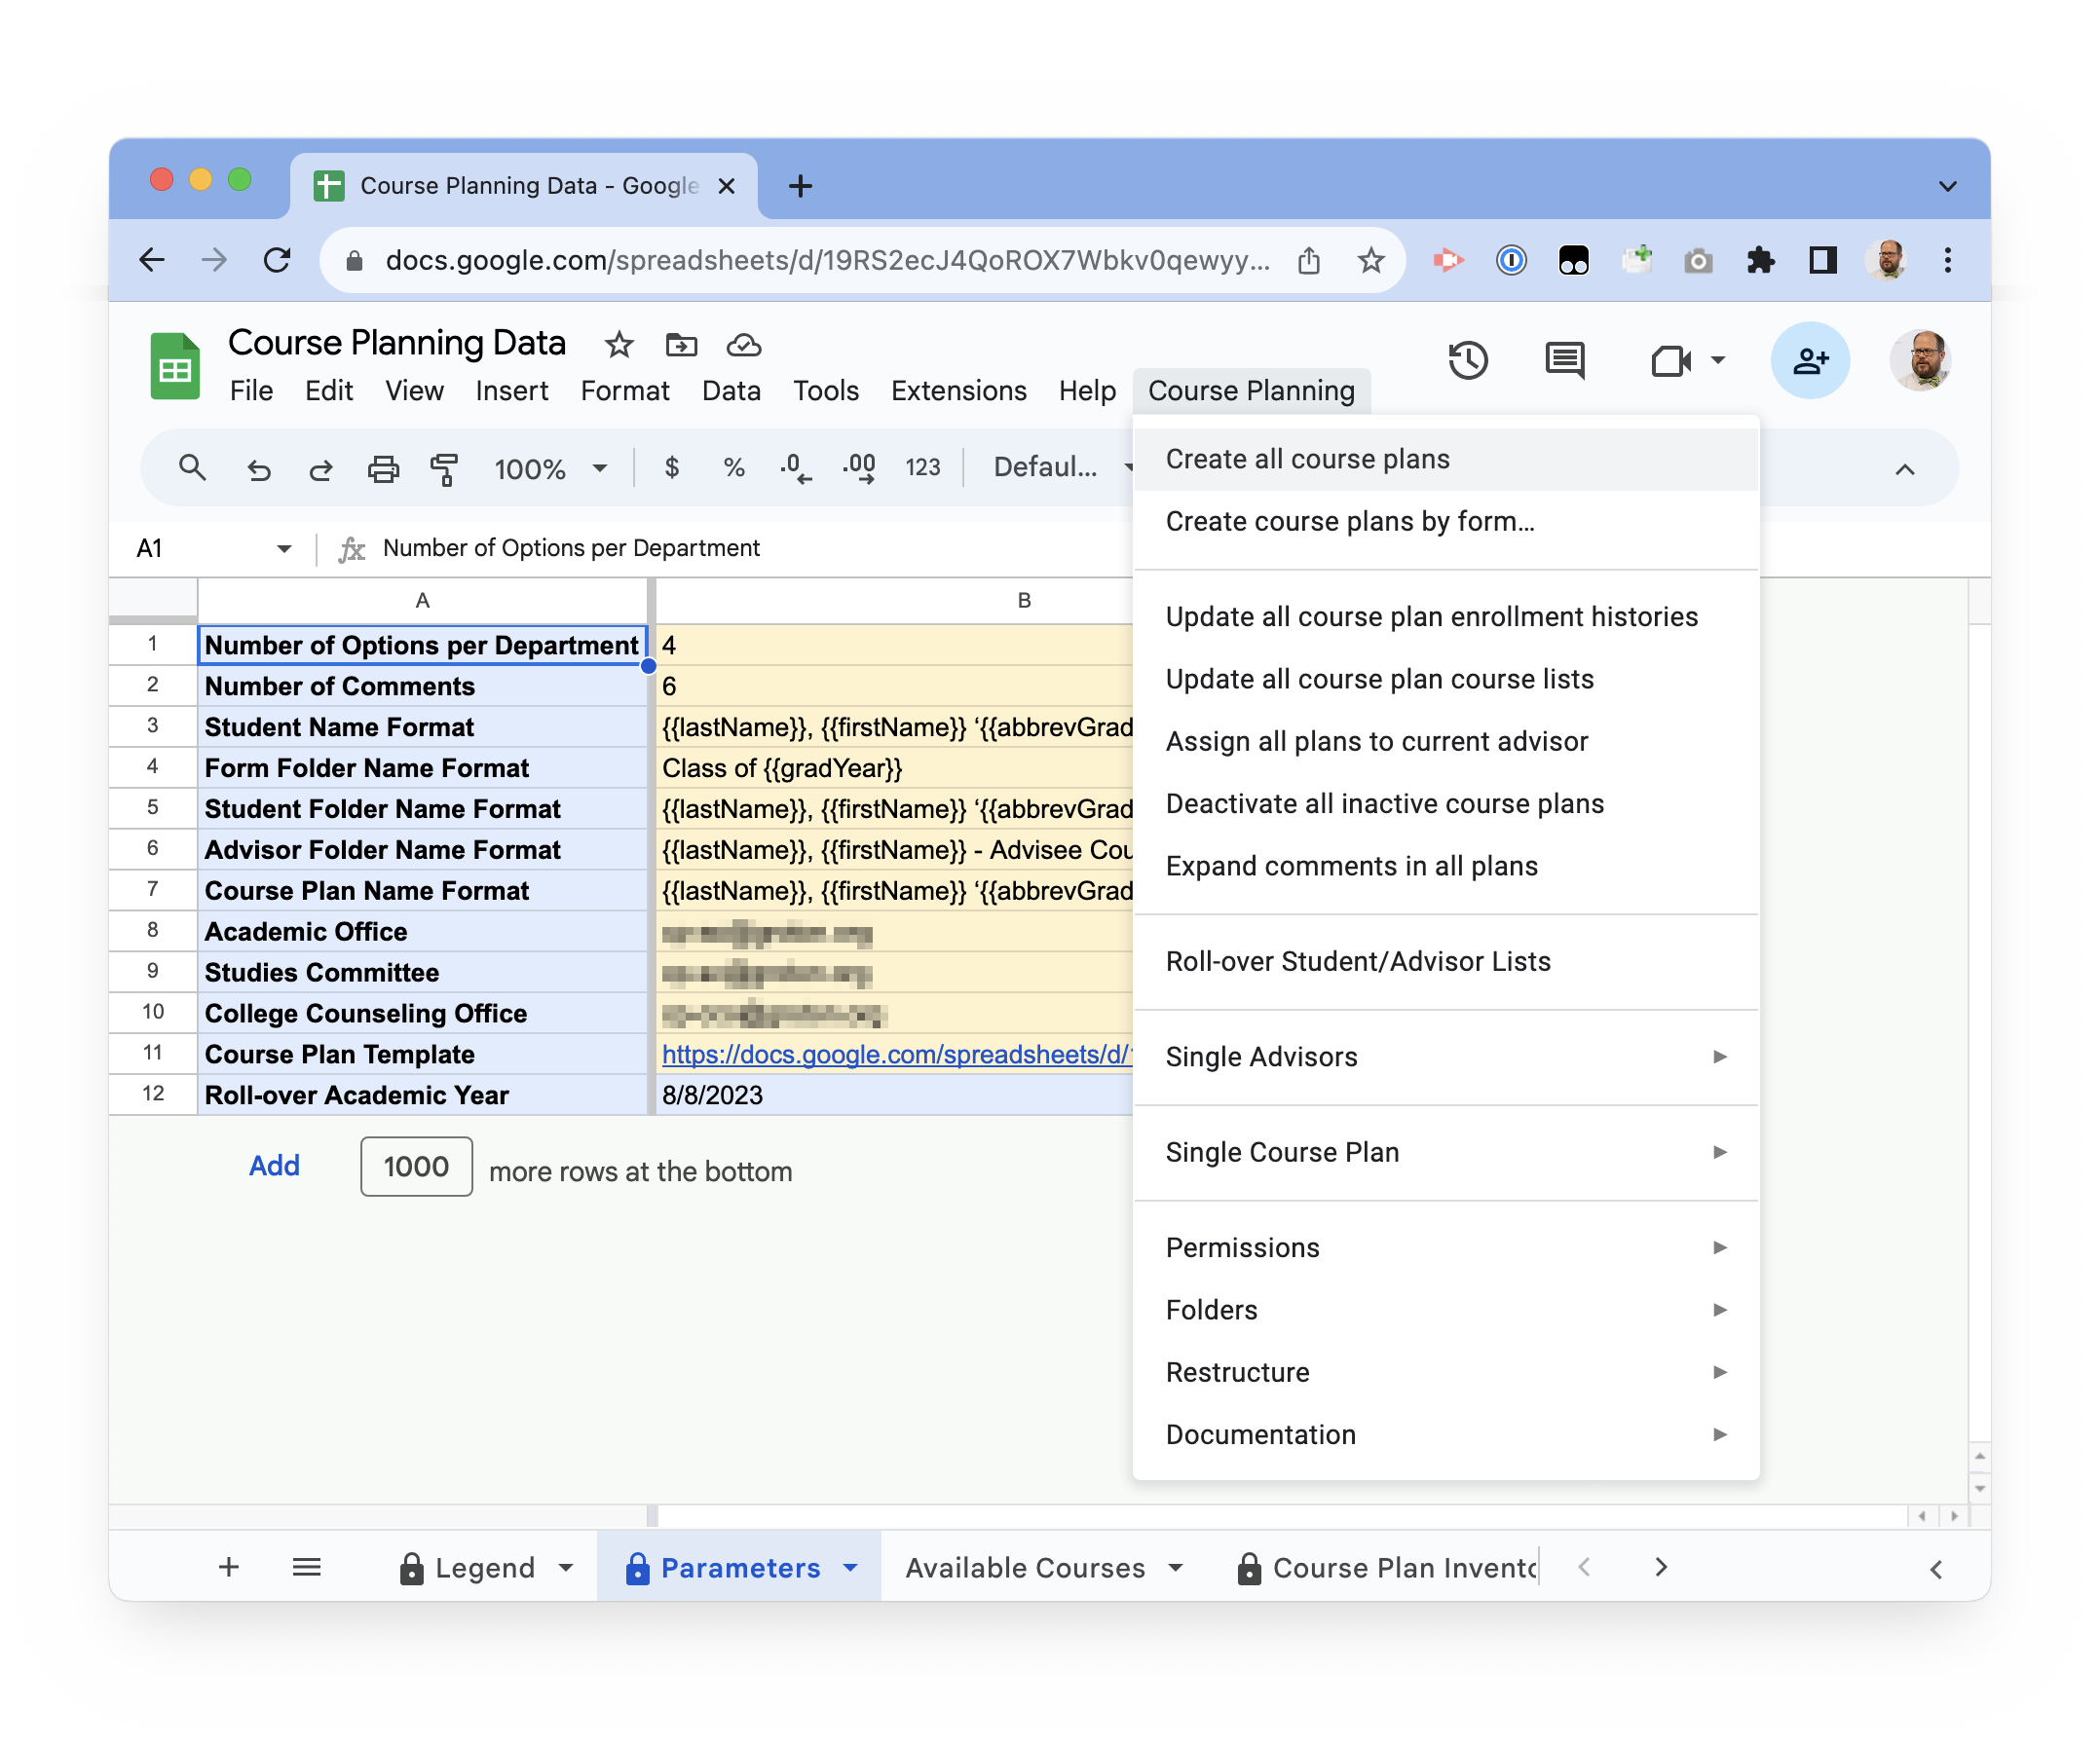 Course Planning Data - Google
docs.google.com/spreadsheets/d/19RS2ecJ4QoROX7Wbkv0qewyy...
Course Planning Data
File Edit View Insert Format Data Tools Extensions Help Course Planning
100% $ % .0 .00 123 Defaul...
A1 fx Number of Options per Department
A B
1 Number of Options per Department 4
2 Number of Comments 6
3 Student Name Format {{lastName}}, {{firstName}} ‘{{abbrevGrad
4 Form Folder Name Format Class of {{gradYear}}
5 Student Folder Name Format {{lastName}}, {{firstName}} ‘{{abbrevGrad
6 Advisor Folder Name Format {{lastName}}, {{firstName}} - Advisee Cou
7 Course Plan Name Format {{lastName}}, {{firstName}} ‘{{abbrevGrad
8 Academic Office
9 Studies Committee
10 College Counseling Office
11 Course Plan Template https://docs.google.com/spreadsheets/d/
12 Roll-over Academic Year 8/8/2023
Add 1000 more rows at the bottom
Create all course plans
Create course plans by form...
Update all course plan enrollment histories
Update all course plan course lists
Assign all plans to current advisor
Deactivate all inactive course plans
Expand comments in all plans
Roll-over Student/Advisor Lists
Single Advisors
Single Course Plan
Permissions
Folders
Restructure
Documentation
Legend Parameters Available Courses Course Plan Invento